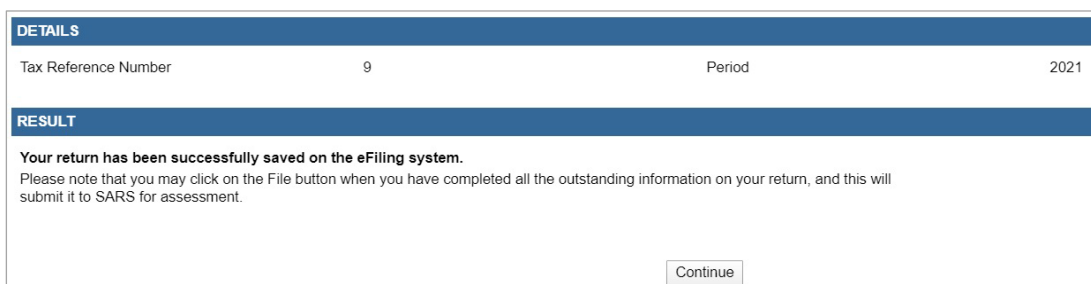 DETAILS
Tax Reference Number 9 Period 2021
RESULT
Your return has been successfully saved on the eFiling system.
Please note that you may click on the File button when you have completed all the outstanding information on your return, and this will
submit it to SARS for assessment.
Continue